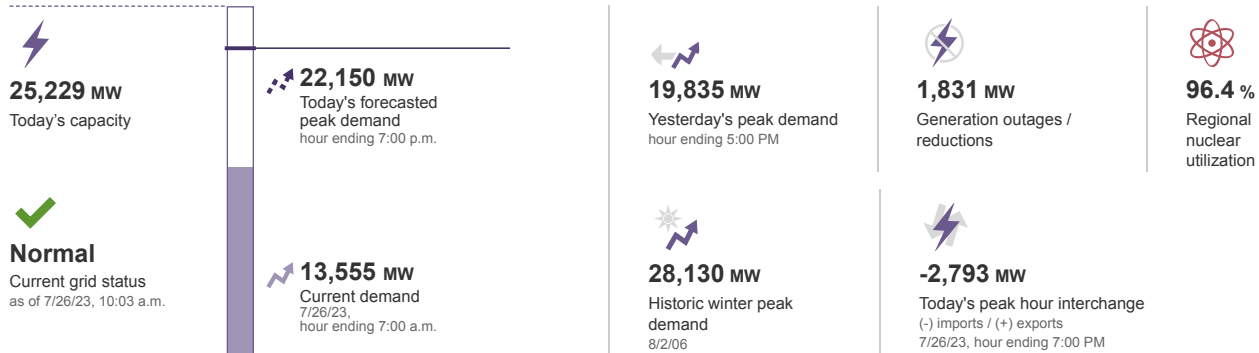 25,229 MW
Today's capacity
Normal
Current grid status
as of 7/26/23, 10:03 a.m.
22,150 MW
Today's forecasted
peak demand
hour ending 7:00 p.m.
13,555 MW
Current demand
7/26/23,
hour ending 7:00 a.m.
19,835 MW
Yesterday's peak demand
hour ending 5:00 PM
1,831 MW
Generation outages /
reductions
96.4 %
Regional
nuclear
utilization
28,130 MW
Historic winter peak
demand
8/2/06
-2,793 MW
Today's peak hour interchange
(-) imports / (+) exports
7/26/23, hour ending 7:00 PM